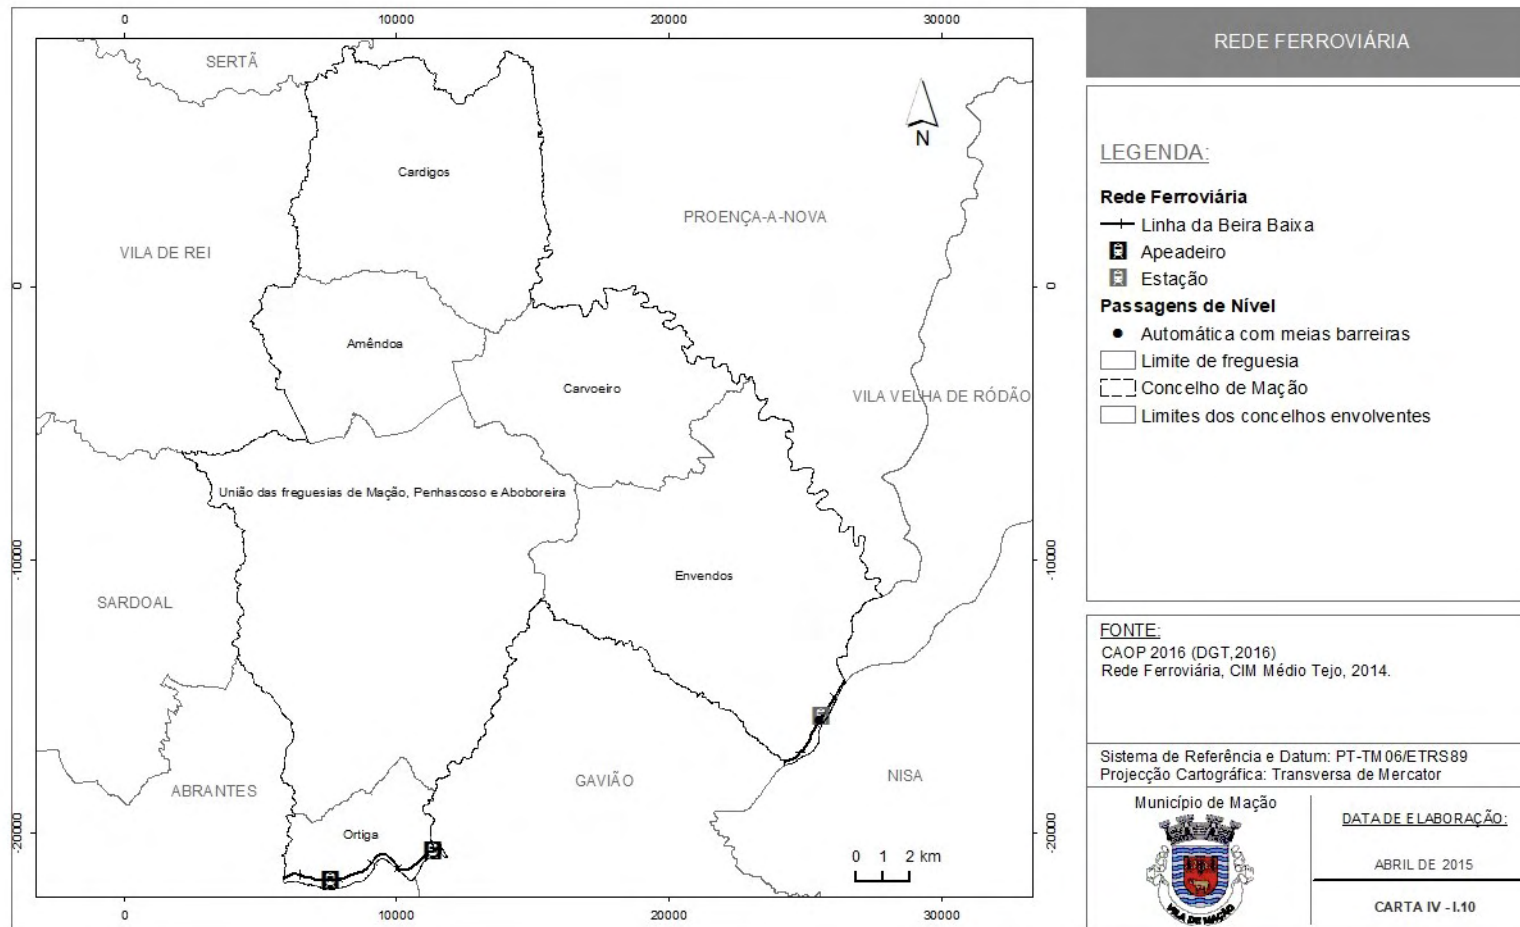 0 10000 20000 30000
SERTÃ
N
Cardigos
PROENÇA-A-NOVA
VILA DE REI
0 0
Amêndoa
Carvoeiro
VILA VELHA DE RÓDÃO
União das freguesias de Mação, Penhascoso e Aboboreira
-10000 -10000
Envendos
SARDOAL
ABRANTES
GAVIÃO
NISA
Ortiga
-20000 -20000
0 1 2 km
0 10000 20000 30000
REDE FERROVIÁRIA
LEGENDA:
Rede Ferroviária
Linha da Beira Baixa
Apeadeiro
Estação
Passagens de Nível
Automática com meias barreiras
Limite de freguesia
Concelho de Mação
Limites dos concelhos envolventes
FONTE:
CAOP 2016 (DGT,2016)
Rede Ferroviária, CIM Médio Tejo, 2014.
Sistema de Referência e Datum: PT-TM06/ETRS89
Projecção Cartográfica: Transversa de Mercator
Município de Mação
VILA DE MAÇÃO
DATA DE ELABORAÇÃO:
ABRIL DE 2015
CARTA IV - I.10